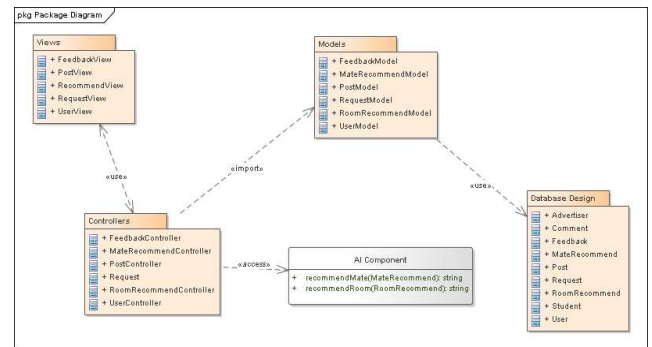 pkg Package Diagram
Views
+ FeedbackView
+ PostView
+ RecommendView
+ RequestView
+ UserView
Models
+ FeedbackModel
+ MateRecommendModel
+ PostModel
+ RequestModel
+ RoomRecommendModel
+ UserModel
«use»
«import»
«use»
Controllers
+ FeedbackController
+ MateRecommendController
+ PostController
+ Request
+ RoomRecommendController
+ UserController
«access»
AI Component
+ recommendMate(MateRecommend): string
+ recommendRoom(RoomRecommend): string
Database Design
+ Advertiser
+ Comment
+ Feedback
+ MateRecommend
+ Post
+ Request
+ RoomRecommend
+ Student
+ User